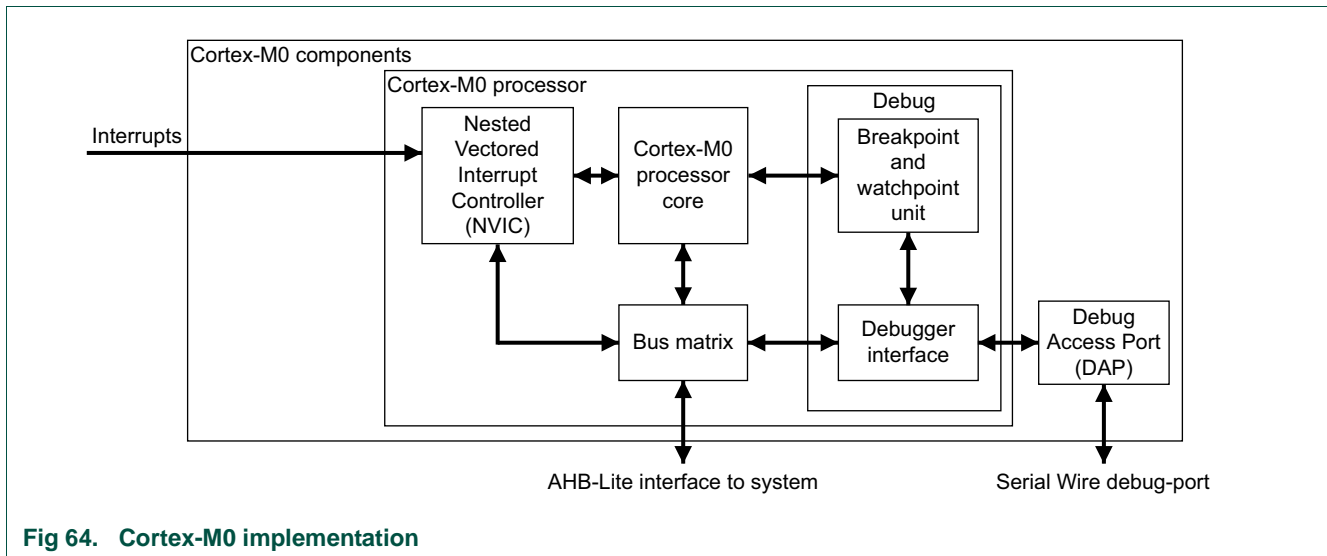 Cortex-M0 components
Cortex-M0 processor
Debug
Interrupts
Nested
Vectored
Interrupt
Controller
(NVIC)
Cortex-M0
processor
core
Breakpoint
and
watchpoint
unit
Bus matrix
Debugger
interface
Debug
Access Port
(DAP)
AHB-Lite interface to system
Serial Wire debug-port
Fig 64. Cortex-M0 implementation